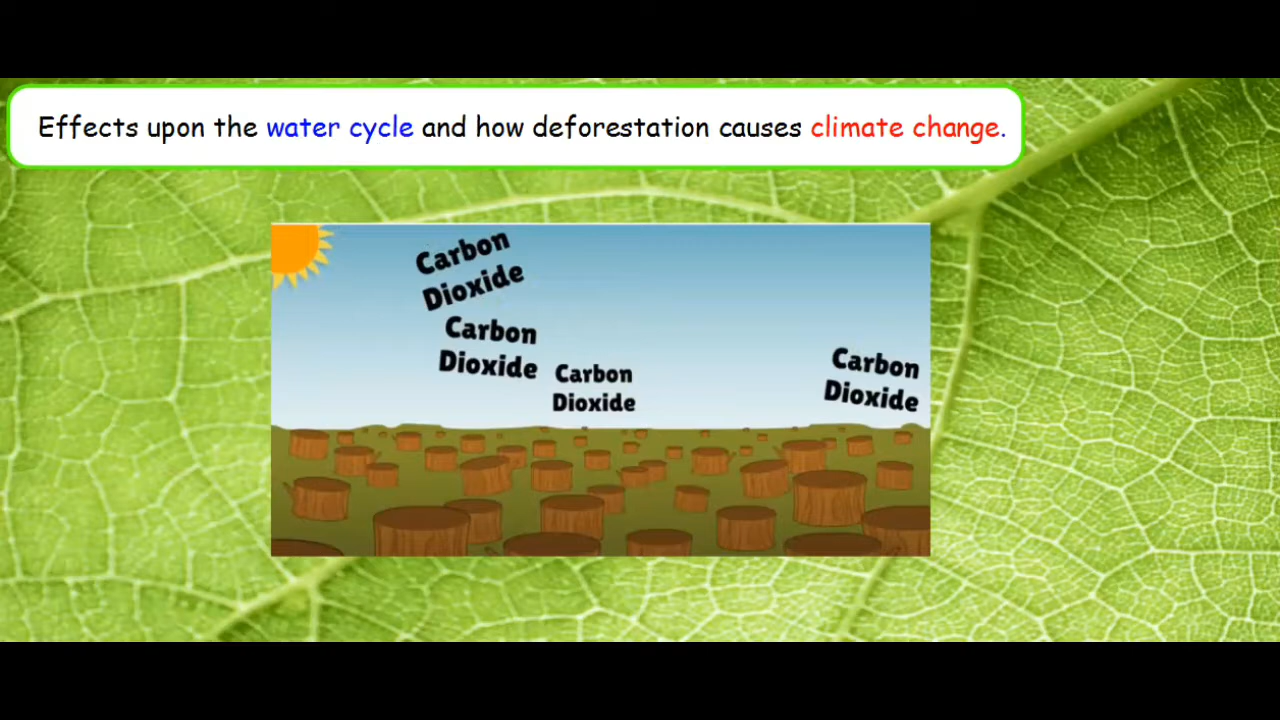 Effects upon the water cycle and how deforestation causes climate change.
Carbon
Dioxide
Carbon
Dioxide
Carbon
Dioxide
Carbon
Dioxide